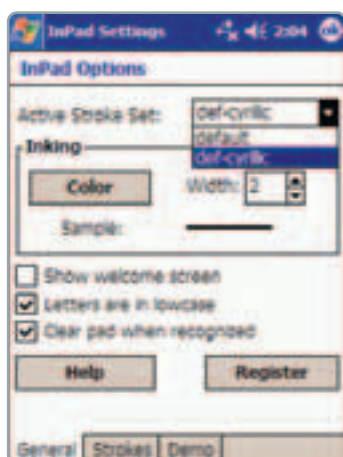 InPad Settings 2:04 ok
InPad Options
Active Stroke Set: def-cyrillic
default
def-cyrillic
Inking
Color Width: 2
Sample:
Show welcome screen
Letters are in lowcase
Clear pad when recognized
Help Register
General Strokes Demo